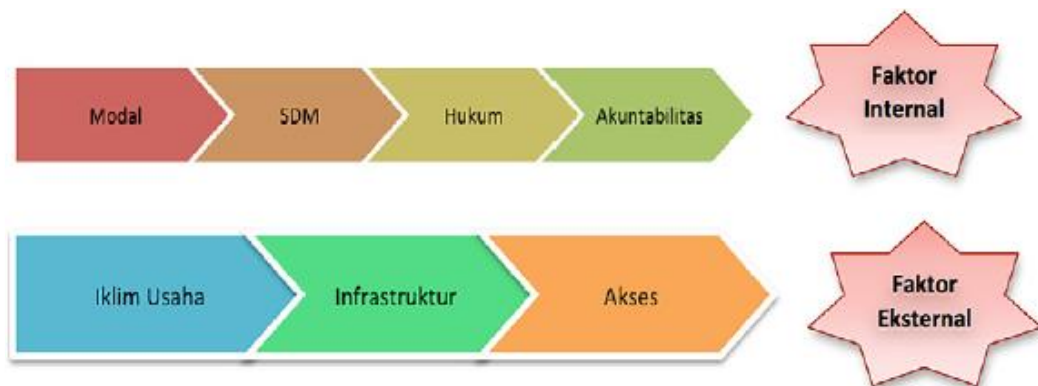 Modal
SDM
Hukum
Akuntabilitas
Faktor
Internal
Iklim Usaha
Infrastruktur
Akses
Faktor
Eksternal